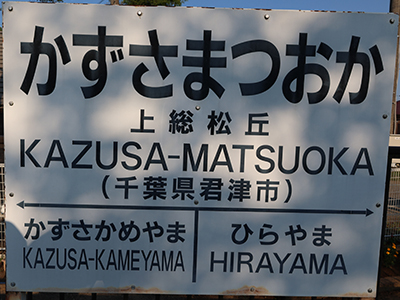 かずさまつおか
上総松丘
KAZUSA-MATSUOKA
(千葉県君津市)
かずさかめやま ひらやま
KAZUSA-KAMEYAMA HIRAYAMA